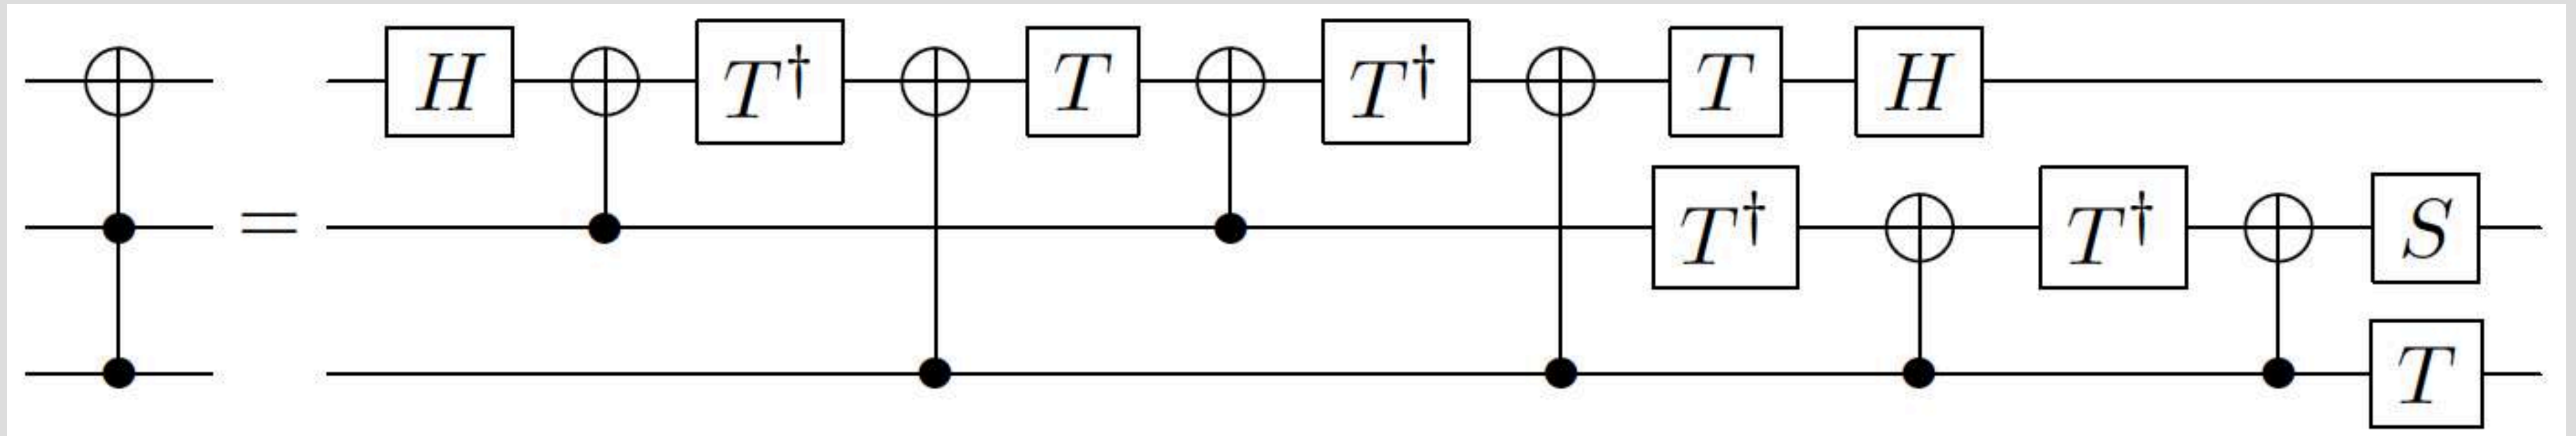 H T† T T† T H
= T† T† S
T